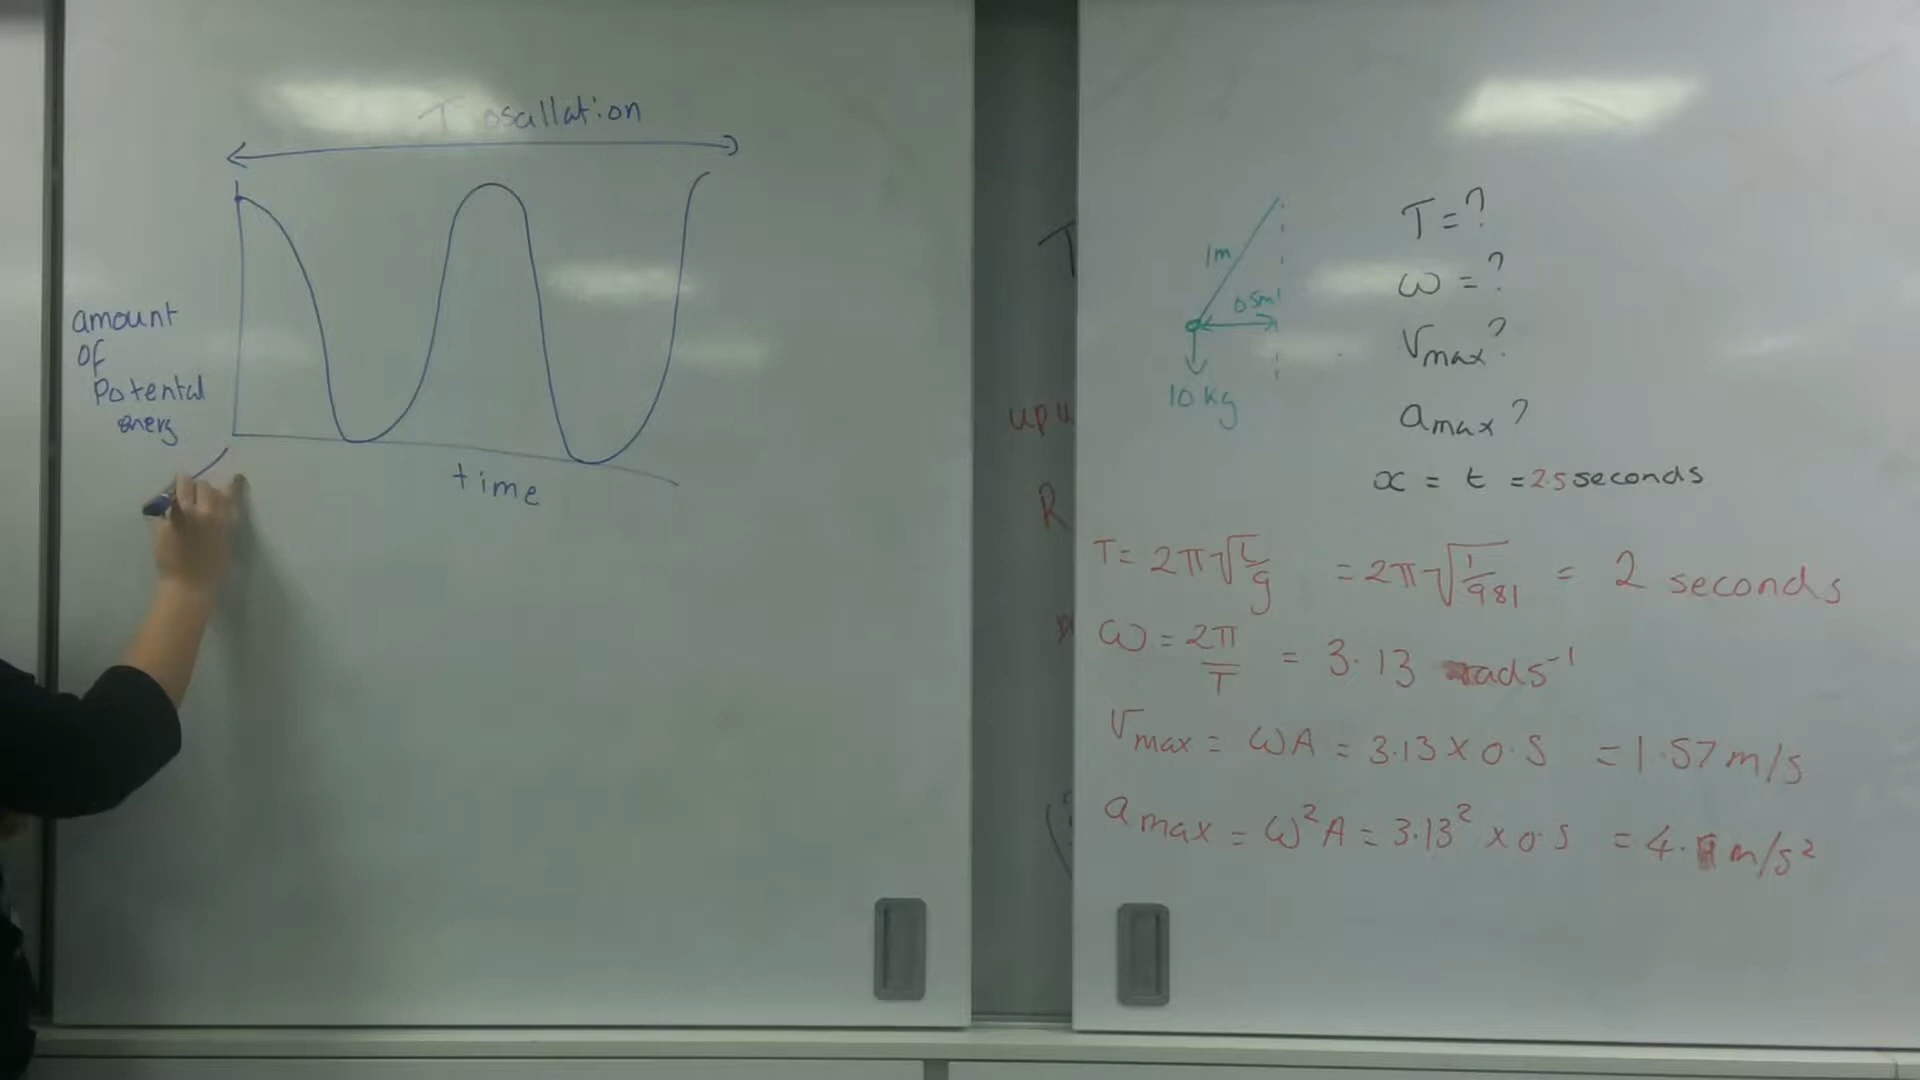 T osallation
amount
of
Potental
energ
time
1m
0.5m
10 kg
T = ?
ω = ?
Vmax?
amax?
x = t = 2.5 seconds
T = 2π√L/g = 2π√1/9.81 = 2 seconds
ω = 2π/T = 3.13 rads⁻¹
Vmax = ωA = 3.13 x 0.5 = 1.57 m/s
amax = ω²A = 3.13² x 0.5 = 4.9 m/s²
T
R